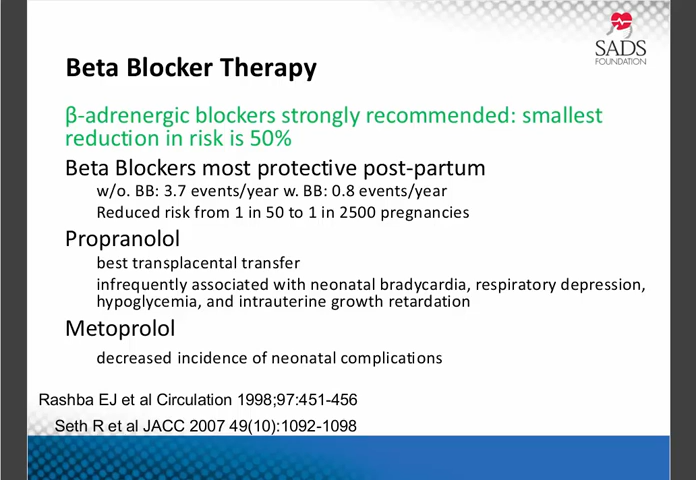 SADS
FOUNDATION
Beta Blocker Therapy
β-adrenergic blockers strongly recommended: smallest
reduction in risk is 50%
Beta Blockers most protective post-partum
w/o. BB: 3.7 events/year w. BB: 0.8 events/year
Reduced risk from 1 in 50 to 1 in 2500 pregnancies
Propranolol
best transplacental transfer
infrequently associated with neonatal bradycardia, respiratory depression,
hypoglycemia, and intrauterine growth retardation
Metoprolol
decreased incidence of neonatal complications
Rashba EJ et al Circulation 1998;97:451-456
Seth R et al JACC 2007 49(10):1092-1098